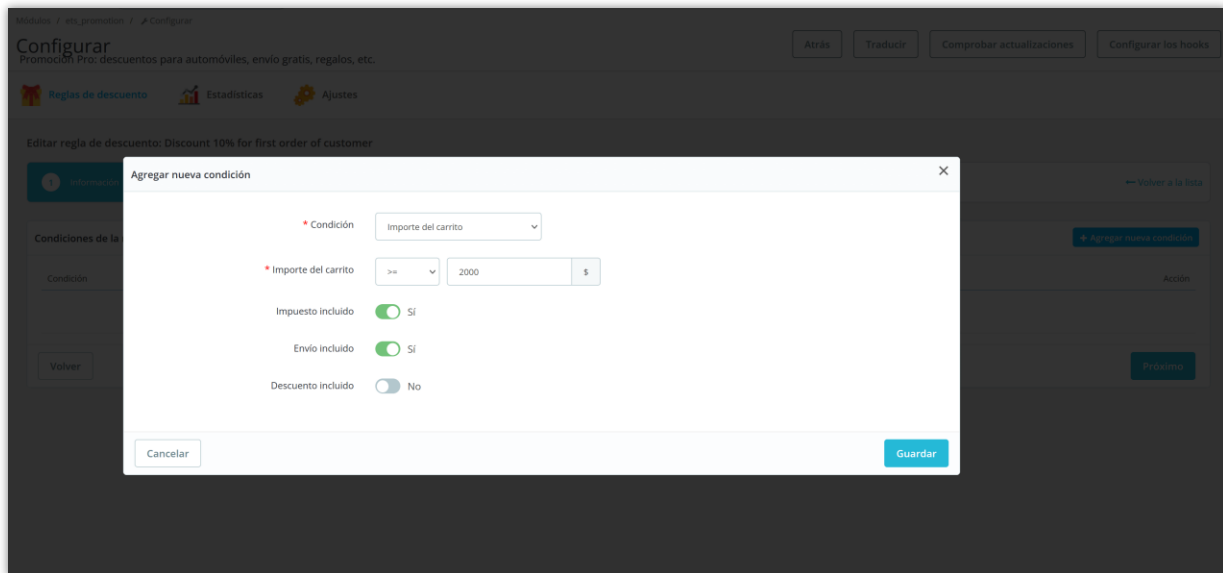 Módulos / ets_promotion / Configurar
Configurar
Promoción Pro: descuentos para automóviles, envío gratis, regalos, etc.
Atrás
Traducir
Comprobar actualizaciones
Configurar los hooks
Reglas de descuento
Estadísticas
Ajustes
Editar regla de descuento: Discount 10% for first order of customer
1 Información
Volver a la lista
Agregar nueva condición
×
Condiciones de la
+ Agregar nueva condición
Condición
Acción
* Condición
Importe del carrito
* Importe del carrito
>=
2000
$
Impuesto incluido
Sí
Envío incluido
Sí
Descuento incluido
No
Volver
Próximo
Cancelar
Guardar